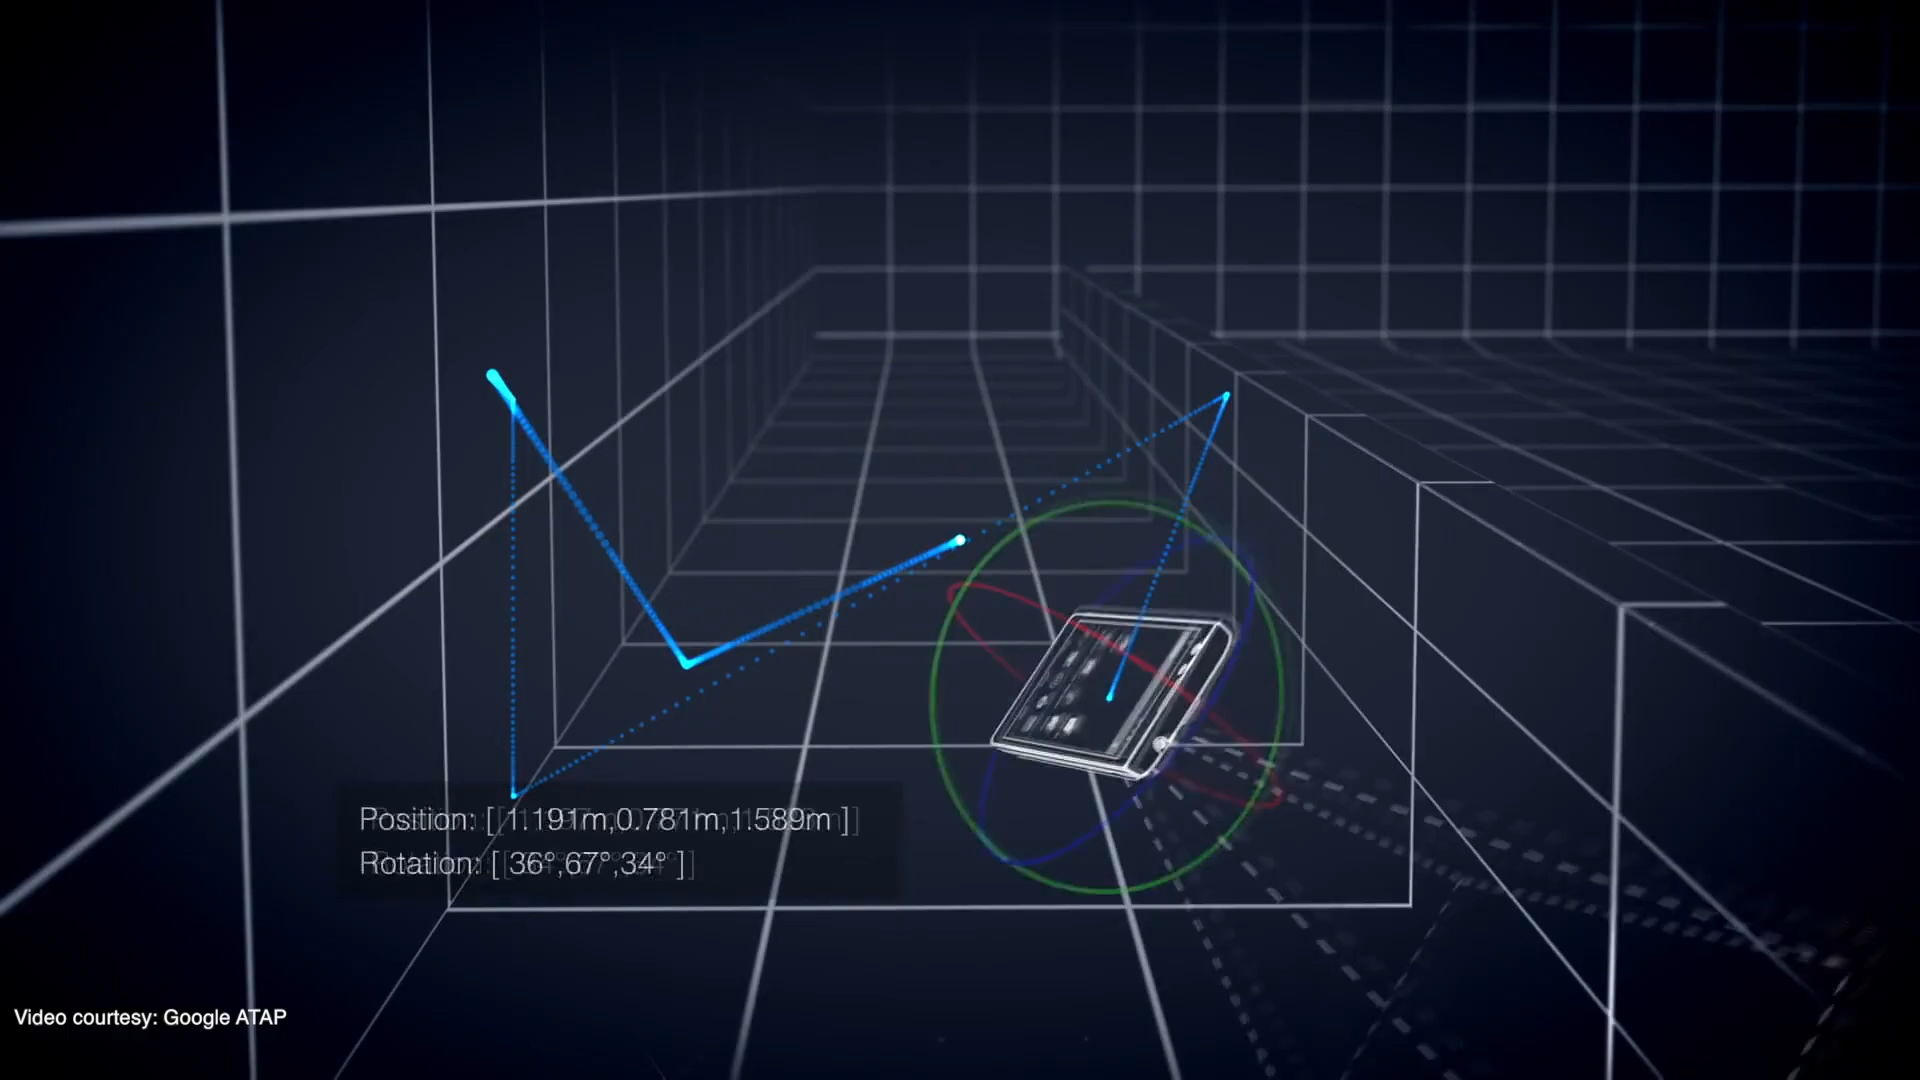 Position: [ 1.191m,0.781m,1.589m ]
Rotation: [ 36°,67°,34° ]
Video courtesy: Google ATAP